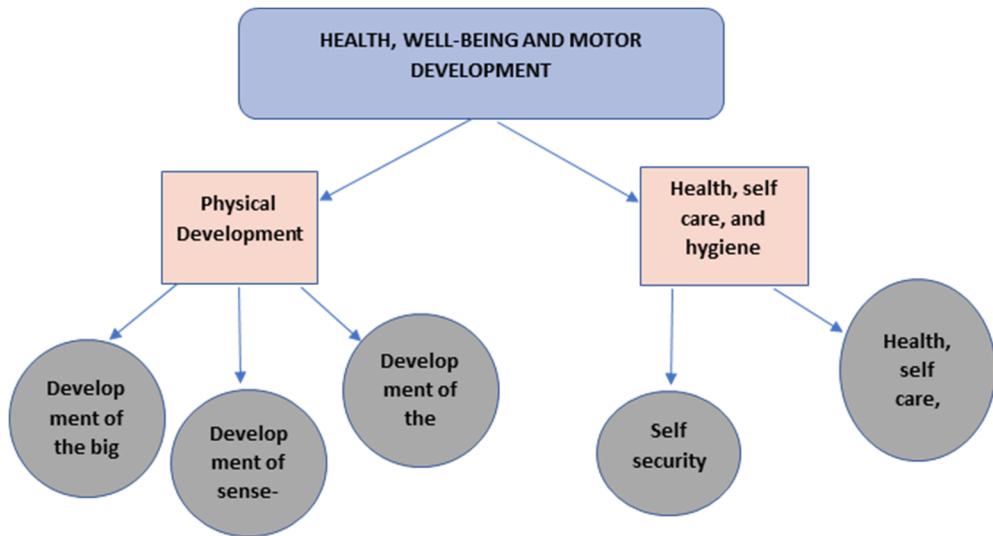 HEALTH, WELL-BEING AND MOTOR
DEVELOPMENT
Physical
Development
Health, self
care, and
hygiene
Develop
ment of
the big
Develop
ment of
sense-
Develop
ment of
the
Self
security
Health,
self
care,